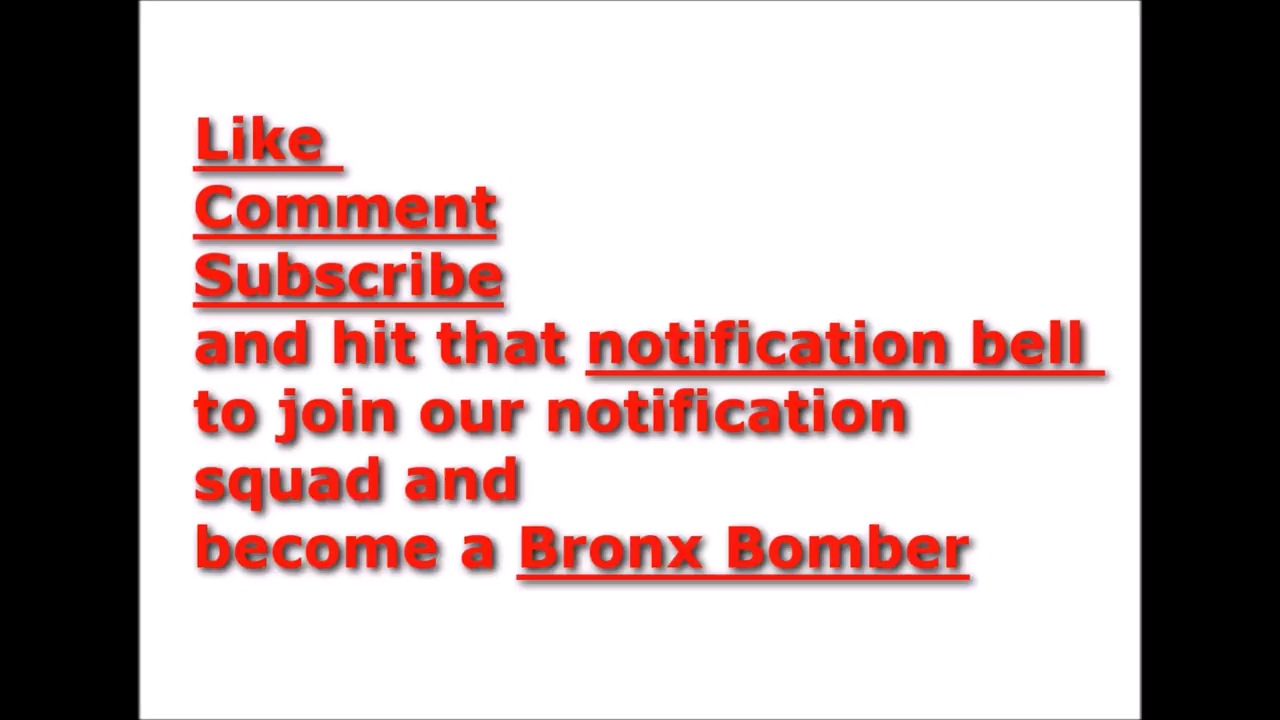 Like
Comment
Subscribe
and hit that notification bell
to join our notification
squad and
become a Bronx Bomber